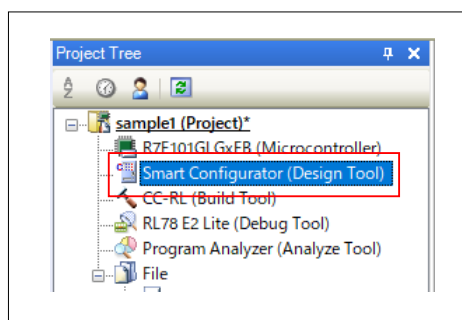 Project Tree
sample1 (Project)*
R7F101GLGxFB (Microcontroller)
Smart Configurator (Design Tool)
CC-RL (Build Tool)
RL78 E2 Lite (Debug Tool)
Program Analyzer (Analyze Tool)
File